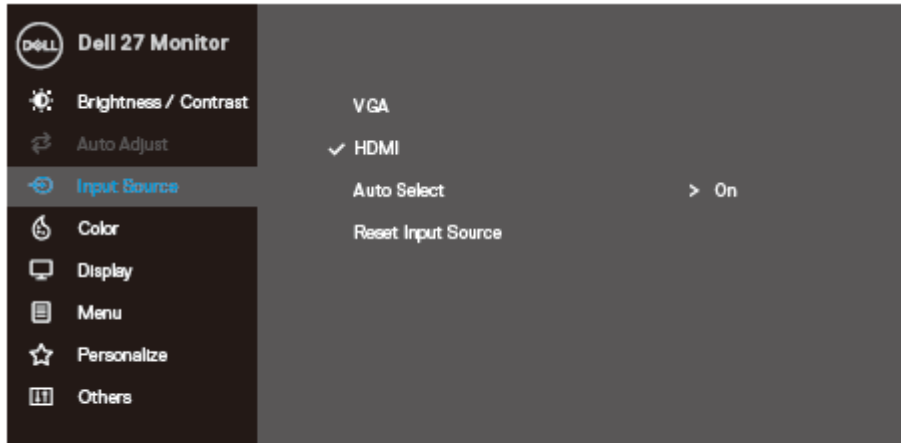 DELL
Dell 27 Monitor
Brightness / Contrast
Auto Adjust
Input Source
Color
Display
Menu
Personalize
Others
VGA
HDMI
Auto Select > On
Reset Input Source